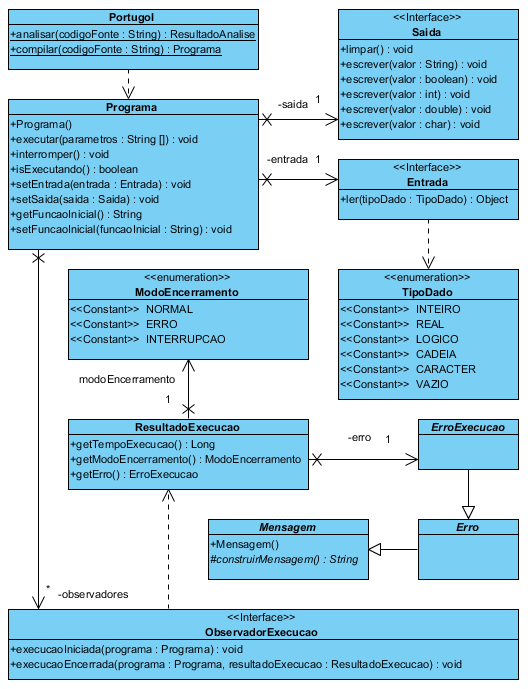 Portugol
+analisar(codigoFonte : String) : ResultadoAnalise
+compilar(codigoFonte : String) : Programa
<<Interface>>
Saida
+limpar() : void
+escrever(valor : String) : void
+escrever(valor : boolean) : void
+escrever(valor : int) : void
+escrever(valor : double) : void
+escrever(valor : char) : void
Programa
+Programa()
+executar(parametros : String []) : void
+interromper() : void
+isExecutando() : boolean
+setEntrada(entrada : Entrada) : void
+setSaida(saida : Saida) : void
+getFuncaoInicial() : String
+setFuncaoInicial(funcaoInicial : String) : void
-saida 1
-entrada 1
<<Interface>>
Entrada
+ler(tipoDado : TipoDado) : Object
<<enumeration>>
ModoEncerramento
<<Constant>> NORMAL
<<Constant>> ERRO
<<Constant>> INTERRUPCAO
<<enumeration>>
TipoDado
<<Constant>> INTEIRO
<<Constant>> REAL
<<Constant>> LOGICO
<<Constant>> CADEIA
<<Constant>> CARACTER
<<Constant>> VAZIO
modoEncerramento
1
ResultadoExecucao
+getTempoExecucao() : Long
+getModoEncerramento() : ModoEncerramento
+getErro() : ErroExecucao
-erro 1
ErroExecucao
Mensagem
+Mensagem()
#construirMensagem() : String
Erro
* -observadores
<<Interface>>
ObservadorExecucao
+execucaoIniciada(programa : Programa) : void
+execucaoEncerrada(programa : Programa, resultadoExecucao : ResultadoExecucao) : void